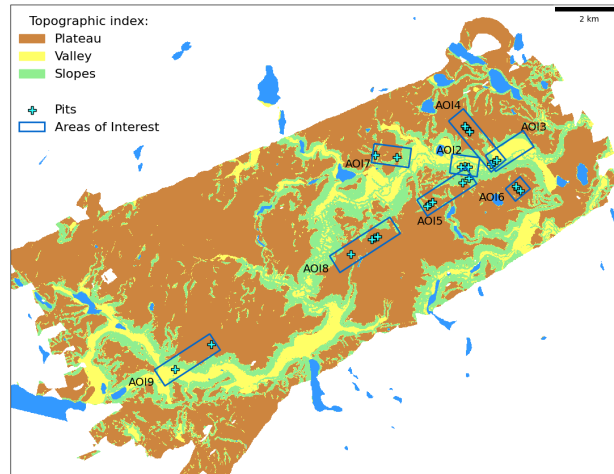 Topographic index:
Plateau
Valley
Slopes
Pits
Areas of Interest
2 km
AOI4
AOI3
AOI2
AOI7
AOI6
AOI5
AOI8
AOI9